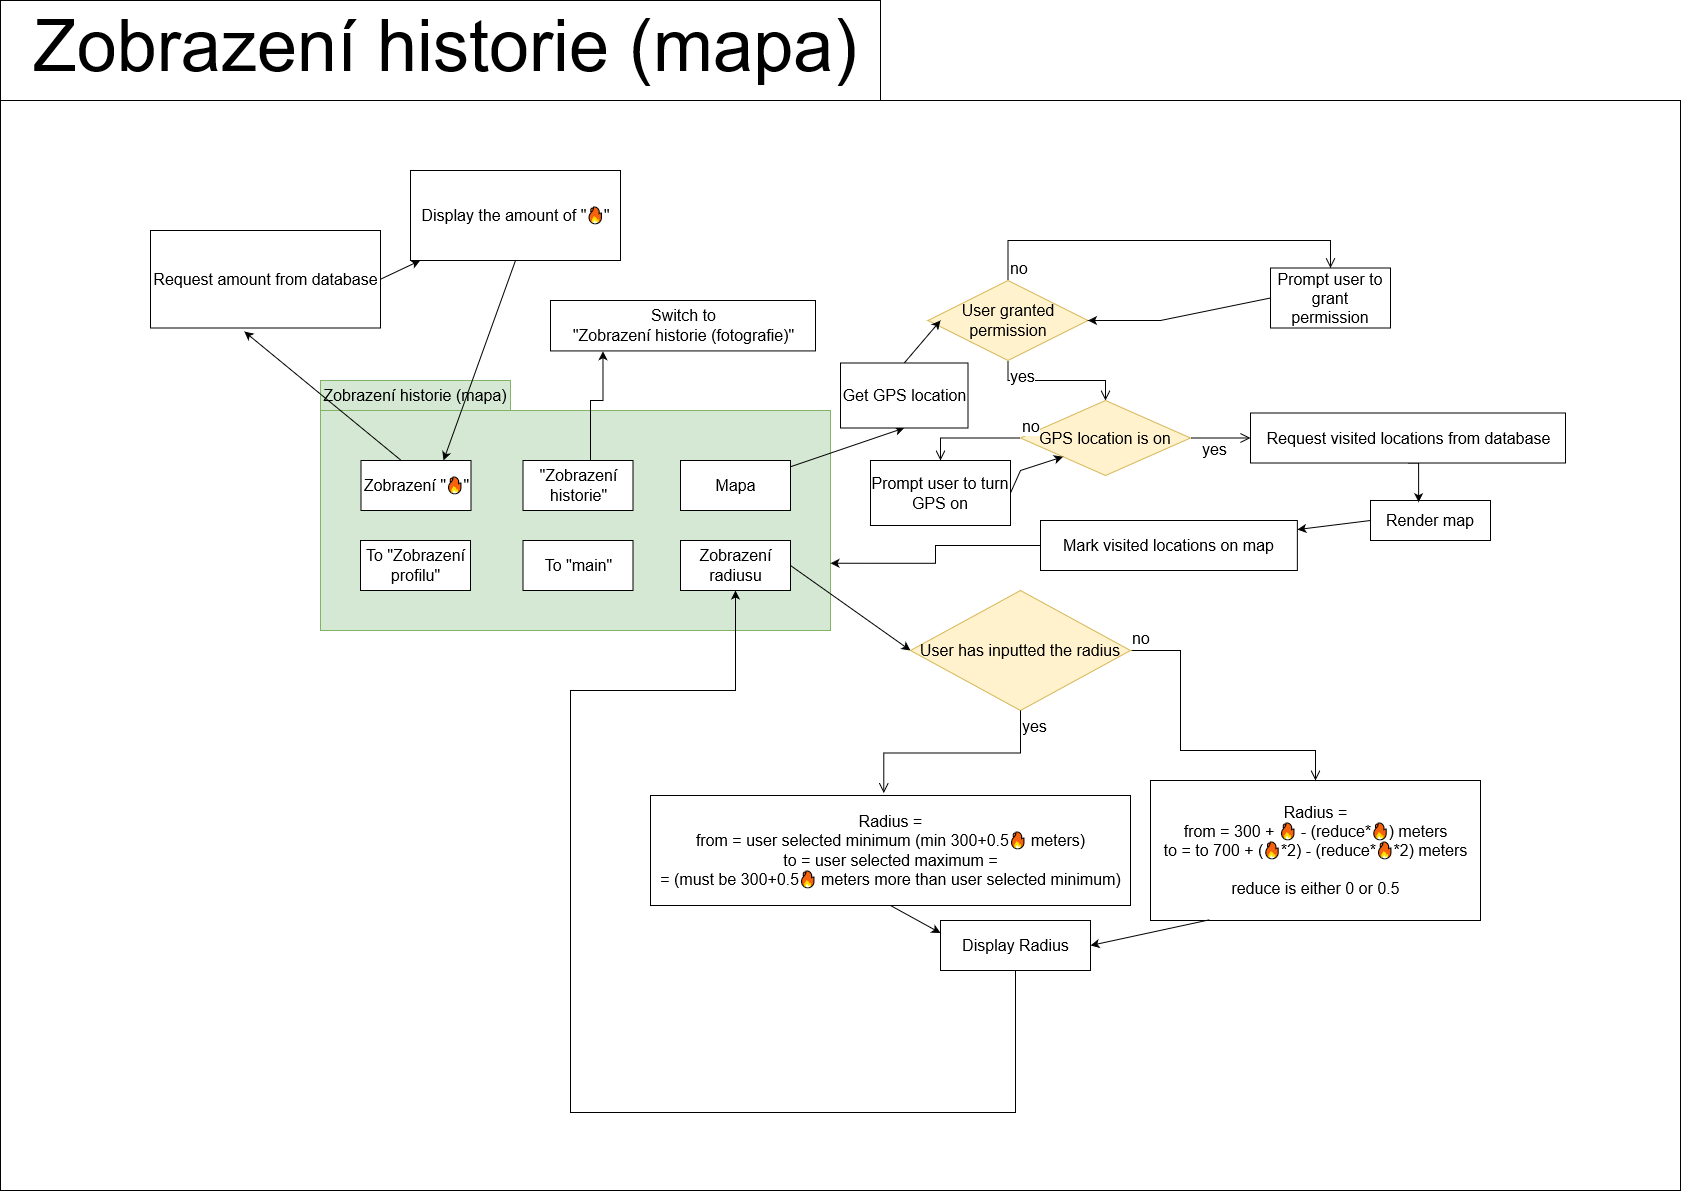 Zobrazení historie (mapa)
Display the amount of "🔥"
Request amount from database
Switch to
"Zobrazení historie (fotografie)"
Zobrazení historie (mapa)
Zobrazení "🔥"
"Zobrazení
historie"
Mapa
To "Zobrazení
profilu"
To "main"
Zobrazení
radiusu
no
User granted
permission
Prompt user to
grant
permission
yes
Get GPS location
no
GPS location is on
yes
Prompt user to turn
GPS on
Request visited locations from database
Render map
Mark visited locations on map
User has inputted the radius
no
yes
Radius =
from = user selected minimum (min 300+0.5🔥 meters)
to = user selected maximum =
= (must be 300+0.5🔥 meters more than user selected minimum)
Radius =
from = 300 + 🔥 - (reduce*🔥) meters
to = to 700 + (🔥*2) - (reduce*🔥*2) meters
reduce is either 0 or 0.5
Display Radius